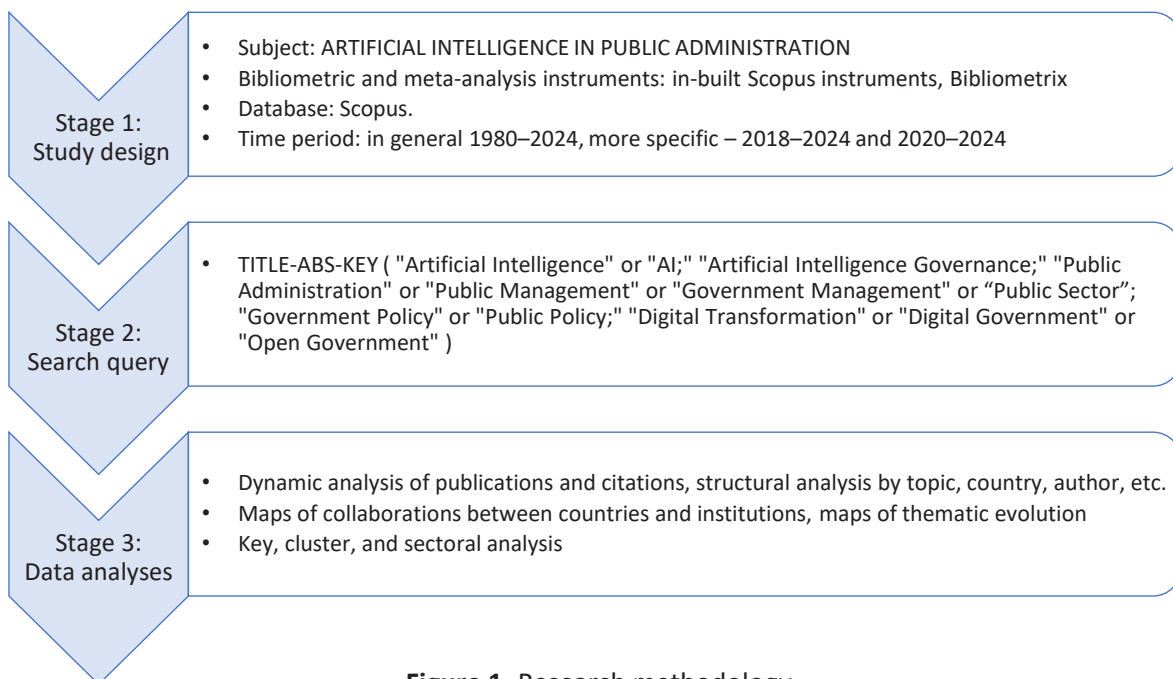 Stage 1:
Study design
• Subject: ARTIFICIAL INTELLIGENCE IN PUBLIC ADMINISTRATION
• Bibliometric and meta-analysis instruments: in-built Scopus instruments, Bibliometrix
• Database: Scopus.
• Time period: in general 1980–2024, more specific – 2018–2024 and 2020–2024
Stage 2:
Search query
• TITLE-ABS-KEY ( "Artificial Intelligence" or "AI;" "Artificial Intelligence Governance;" "Public
Administration" or "Public Management" or "Government Management" or “Public Sector”;
"Government Policy" or "Public Policy;" "Digital Transformation" or "Digital Government" or
"Open Government" )
Stage 3:
Data analyses
• Dynamic analysis of publications and citations, structural analysis by topic, country, author, etc.
• Maps of collaborations between countries and institutions, maps of thematic evolution
• Key, cluster, and sectoral analysis
Figure 1. Research methodology